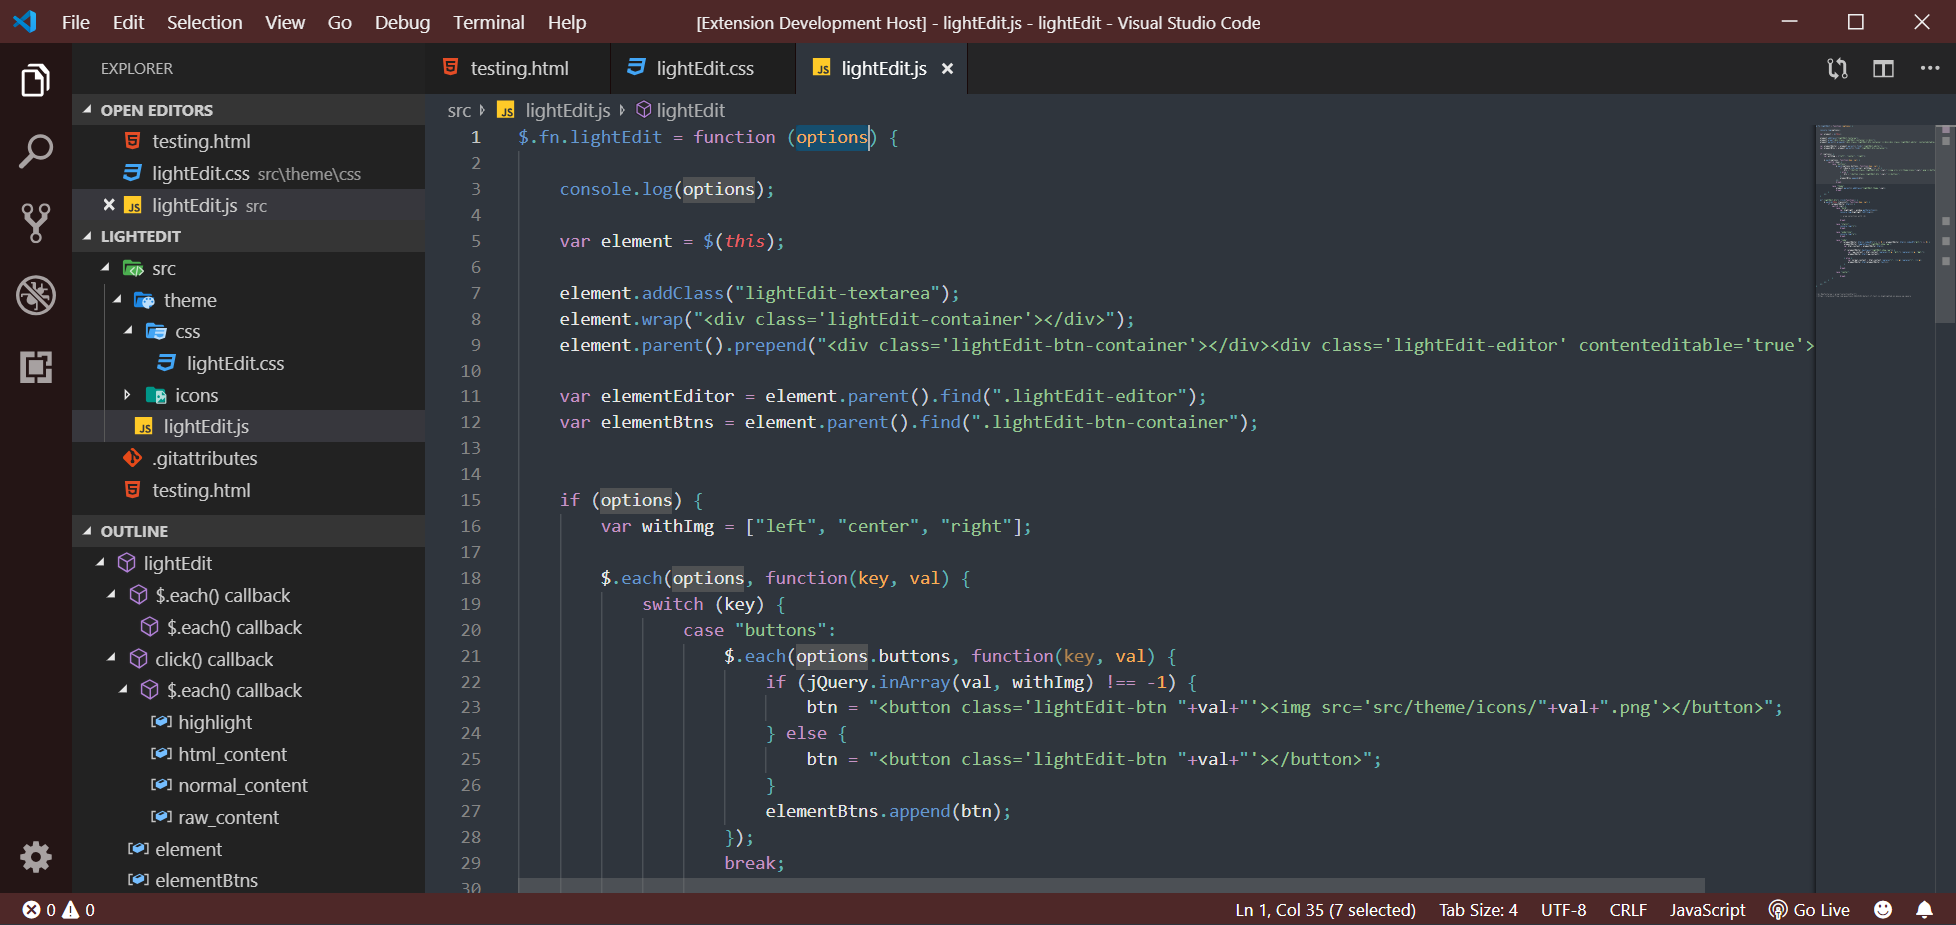 File Edit Selection View Go Debug Terminal Help
[Extension Development Host] - lightEdit.js - lightEdit - Visual Studio Code
EXPLORER
OPEN EDITORS
testing.html
lightEdit.css src\theme\css
lightEdit.js src
LIGHTEDIT
src
theme
css
lightEdit.css
icons
lightEdit.js
.gitattributes
testing.html
OUTLINE
lightEdit
$.each() callback
$.each() callback
click() callback
$.each() callback
highlight
html_content
normal_content
raw_content
element
elementBtns
testing.html lightEdit.css lightEdit.js
src lightEdit.js lightEdit
1 $.fn.lightEdit = function (options) {
2
3 console.log(options);
4
5 var element = $(this);
6
7 element.addClass("lightEdit-textarea");
8 element.wrap("<div class='lightEdit-container'></div>");
9 element.parent().prepend("<div class='lightEdit-btn-container'></div><div class='lightEdit-editor' contenteditable='true'>
10
11 var elementEditor = element.parent().find(".lightEdit-editor");
12 var elementBtns = element.parent().find(".lightEdit-btn-container");
13
14
15 if (options) {
16 var withImg = ["left", "center", "right"];
17
18 $.each(options, function(key, val) {
19 switch (key) {
20 case "buttons":
21 $.each(options.buttons, function(key, val) {
22 if (jQuery.inArray(val, withImg) !== -1) {
23 btn = "<button class='lightEdit-btn "+val+"'><img src='src/theme/icons/"+val+".png'></button>";
24 } else {
25 btn = "<button class='lightEdit-btn "+val+"'></button>";
26 }
27 elementBtns.append(btn);
28 });
29 break;
30
0 0
Ln 1, Col 35 (7 selected) Tab Size: 4 UTF-8 CRLF JavaScript Go Live